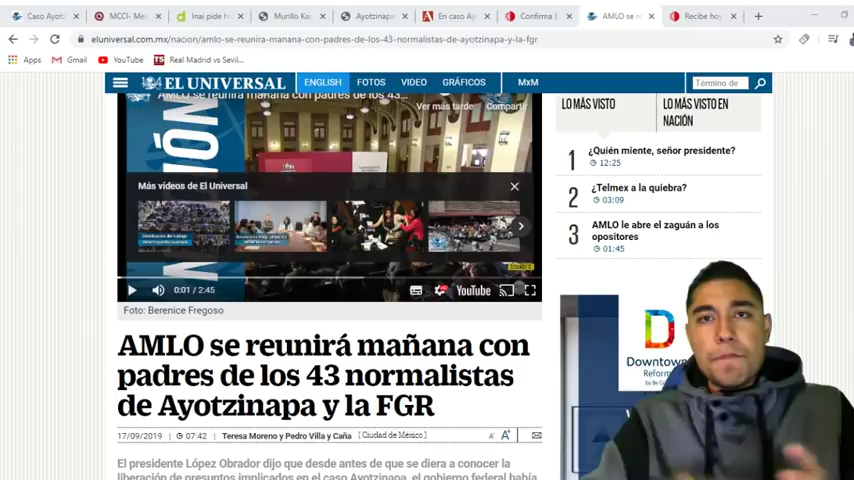 Caso Ayotz
MCCI- Mex
Inai pide h
Murillo Ka
Ayotzinapa
En caso Ay
Confirma E
AMLO se re
Recibe hoy
eluniversal.com.mx/nacion/amlo-se-reunira-manana-con-padres-de-los-43-normalistas-de-ayotzinapa-y-la-fgr
Apps
Gmail
YouTube
Real Madrid vs Sevil...
EL UNIVERSAL
ENGLISH
FOTOS
VIDEO
GRÁFICOS
MxM
Término de
AMLO se reunirá mañana con padres de los 43...
Ver más tarde
Compartir
Más videos de El Universal
0:01 / 2:45
YouTube
Foto: Berenice Fregoso
AMLO se reunirá mañana con
padres de los 43 normalistas
de Ayotzinapa y la FGR
17/09/2019
07:42
Teresa Moreno y Pedro Villa y Caña
Ciudad de México
A
A+
El presidente López Obrador dijo que desde antes de que se diera a conocer la
liberación de presuntos implicados en el caso Ayotzinapa, el gobierno federal había
LO MÁS VISTO
LO MÁS VISTO EN
NACIÓN
1 ¿Quién miente, señor presidente?
12:25
2 ¿Telmex a la quiebra?
03:09
3 AMLO le abre el zaguán a los
opositores
01:45
D
Downtown
Reform